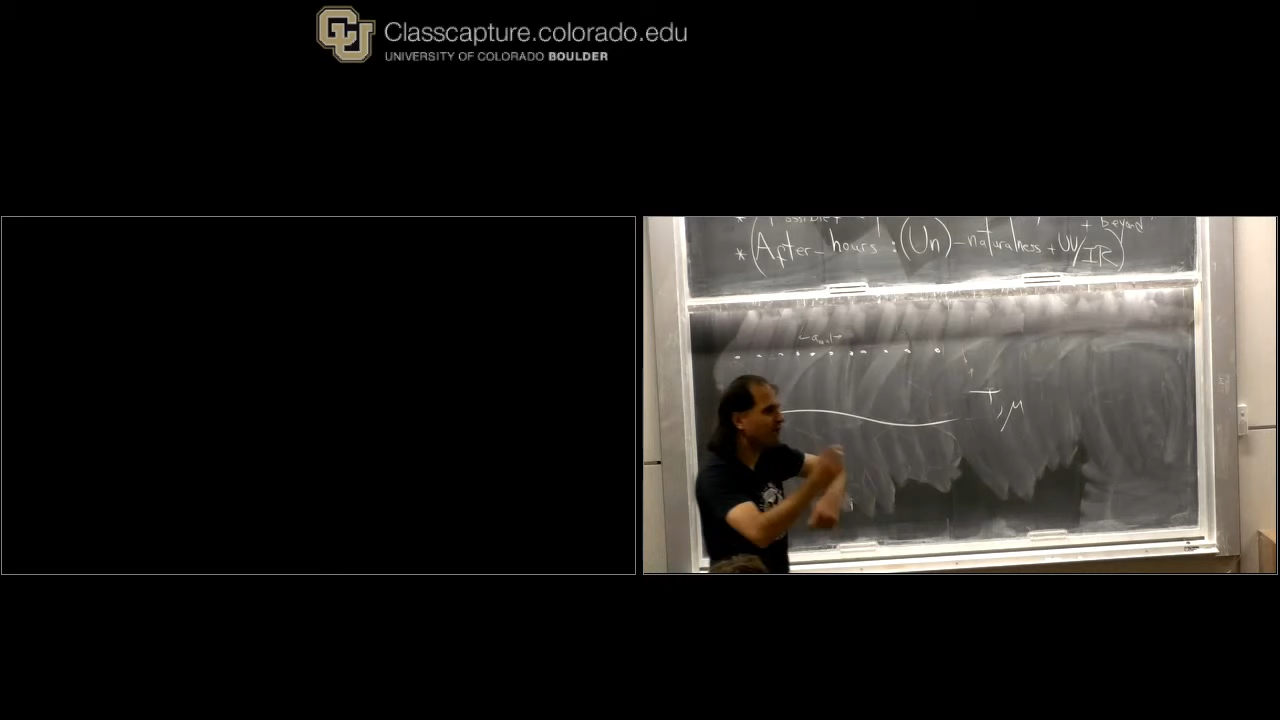 Classcapture.colorado.edu
UNIVERSITY OF COLORADO BOULDER
+ beyond
* (After-hours : (Un)-naturalness + UV/IR)
T, μ